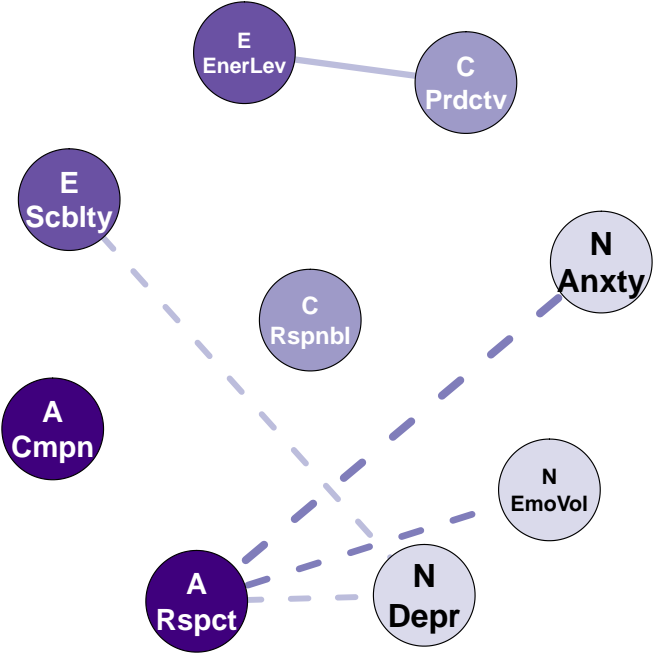 E
EnerLev
C
Prdctv
E
Scblty
N
Anxty
C
Rspnbl
A
Cmpn
N
EmoVol
A
Rspct
N
Depr